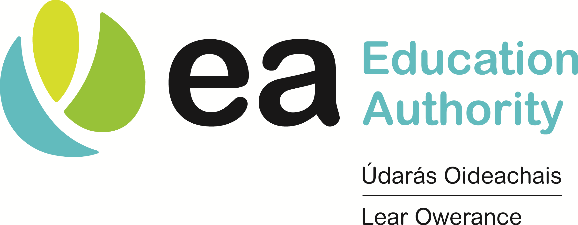 ea
Education
Authority
Údarás Oideachais
Lear Owerance